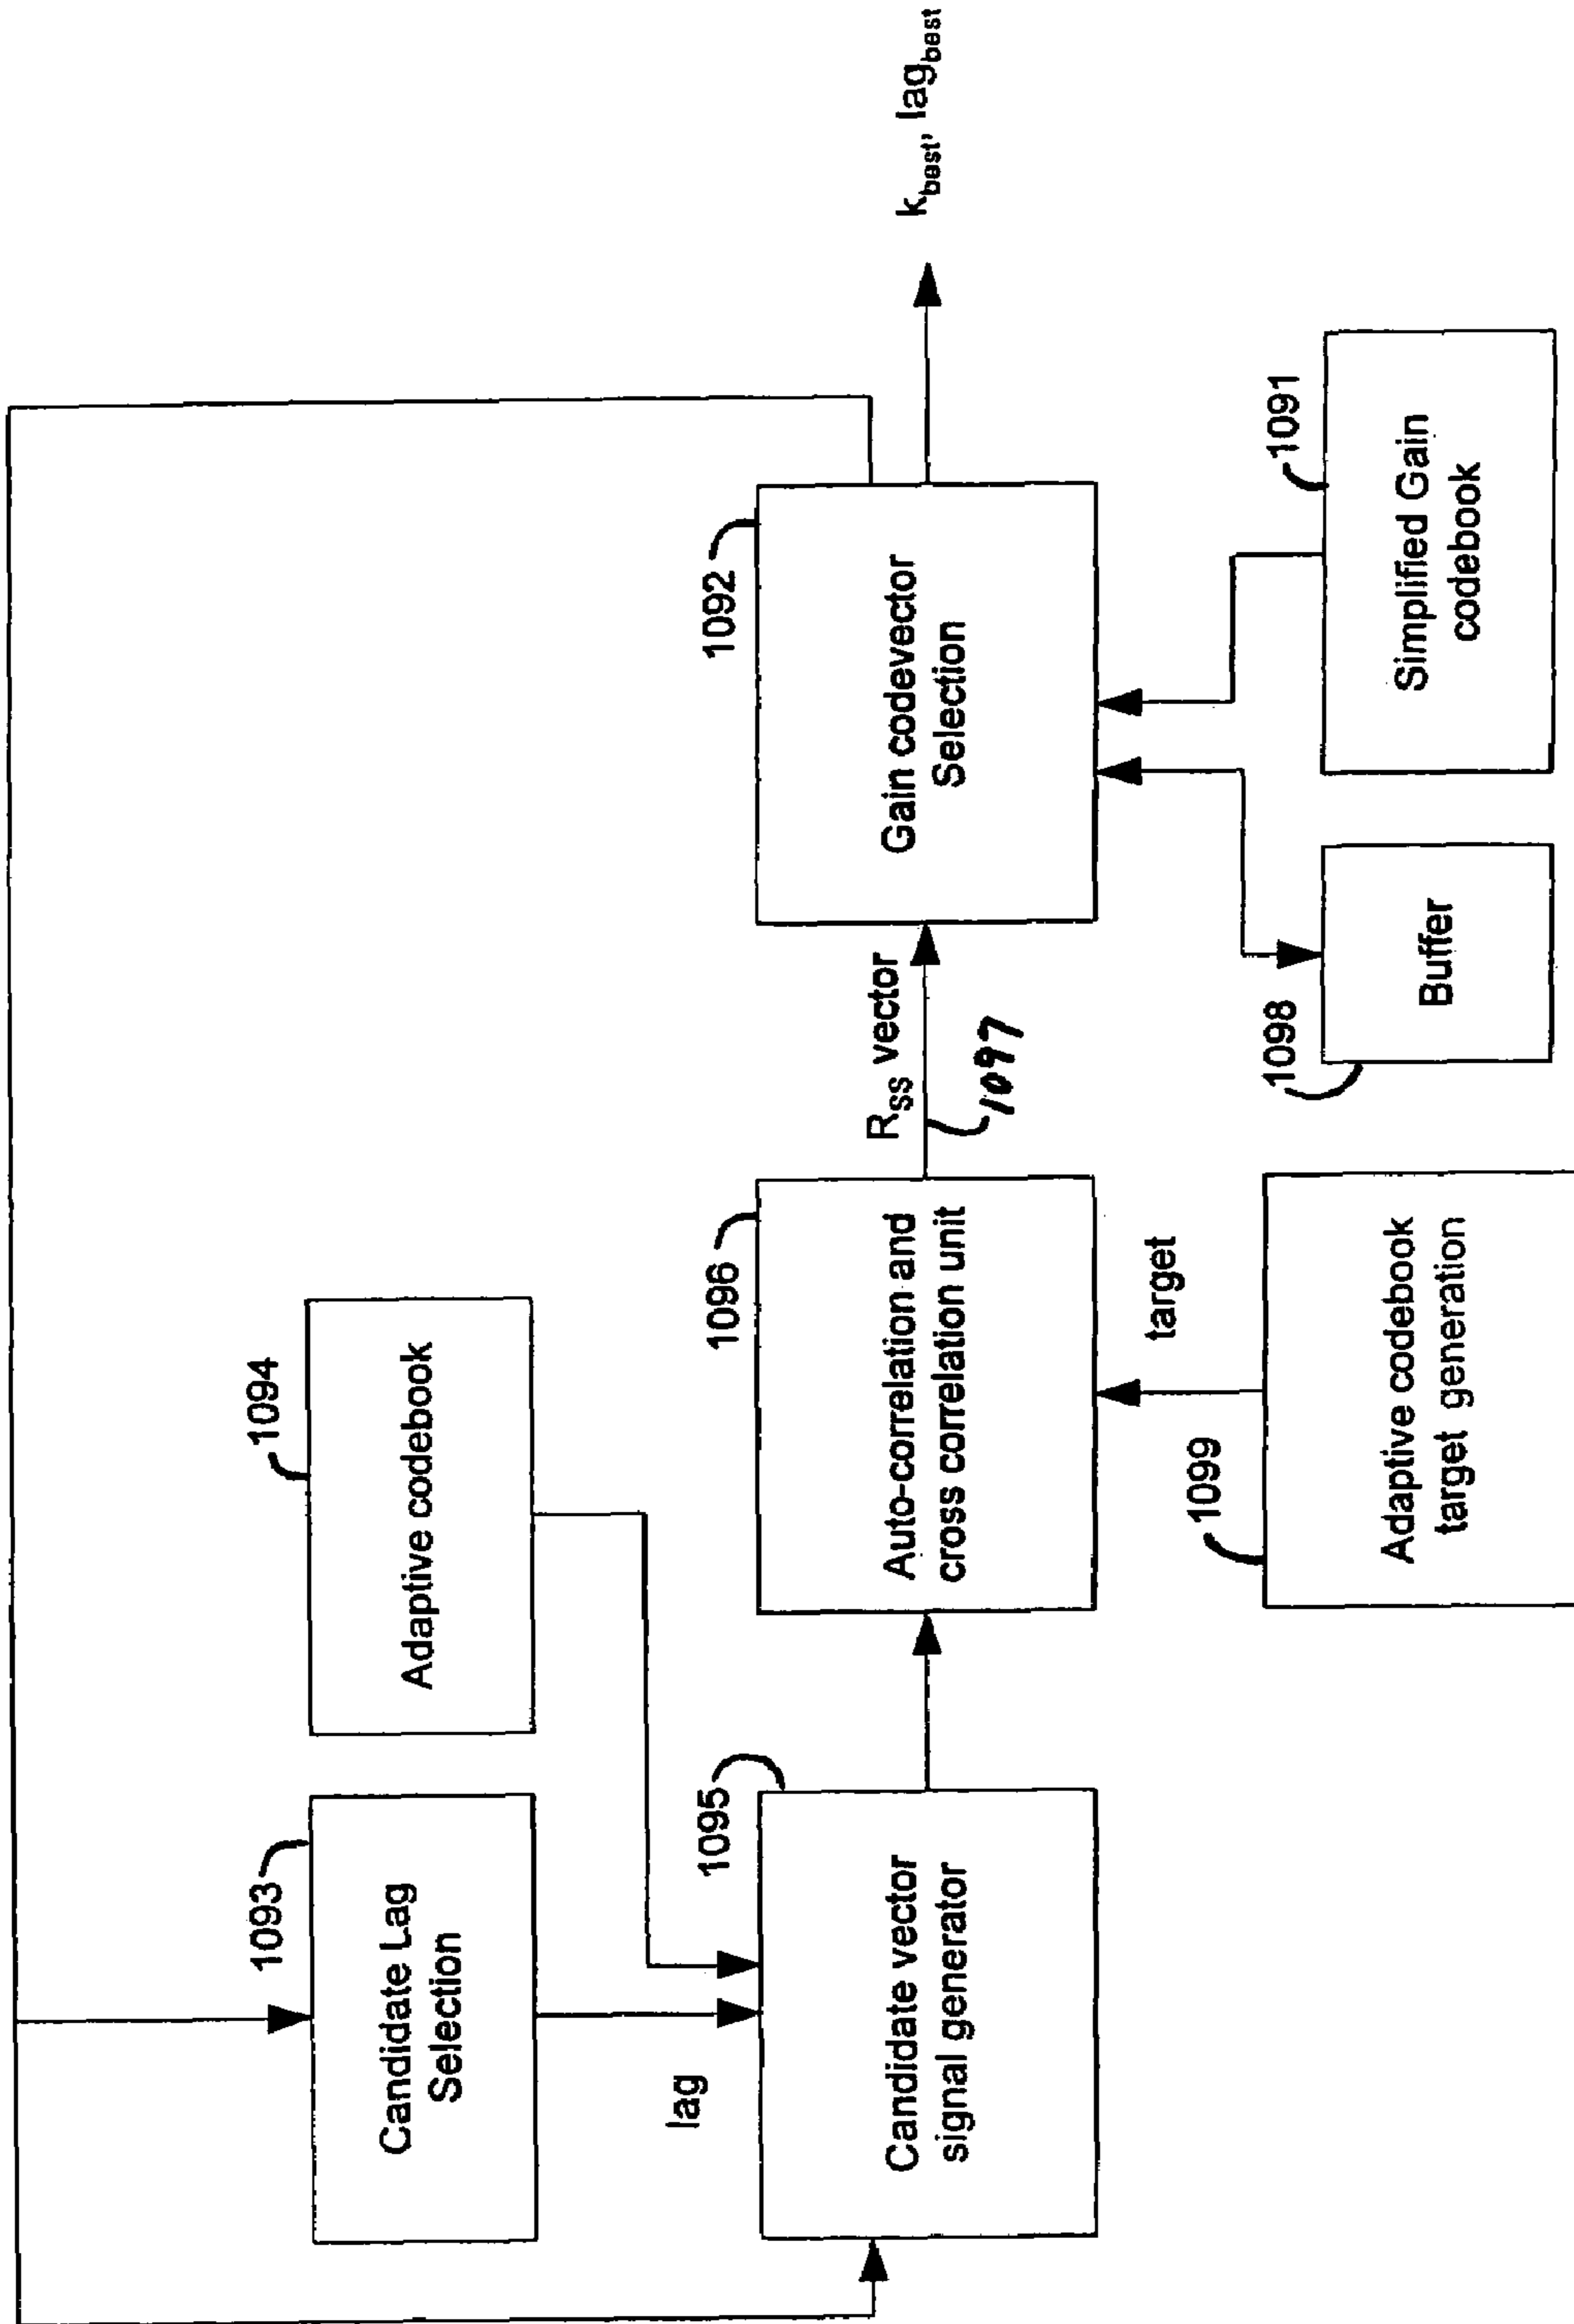 1093
Candidate Lag
Selection
1094
Adaptive codebook
lag
1095
Candidate vector
signal generator
1096
Auto-correlation and
cross correlation unit
Rss vector
1097
1092
Gain codevector
Selection
kbest, lagbest
target
1099
Adaptive codebook
target generation
1098
Buffer
1091
Simplified Gain
codebook